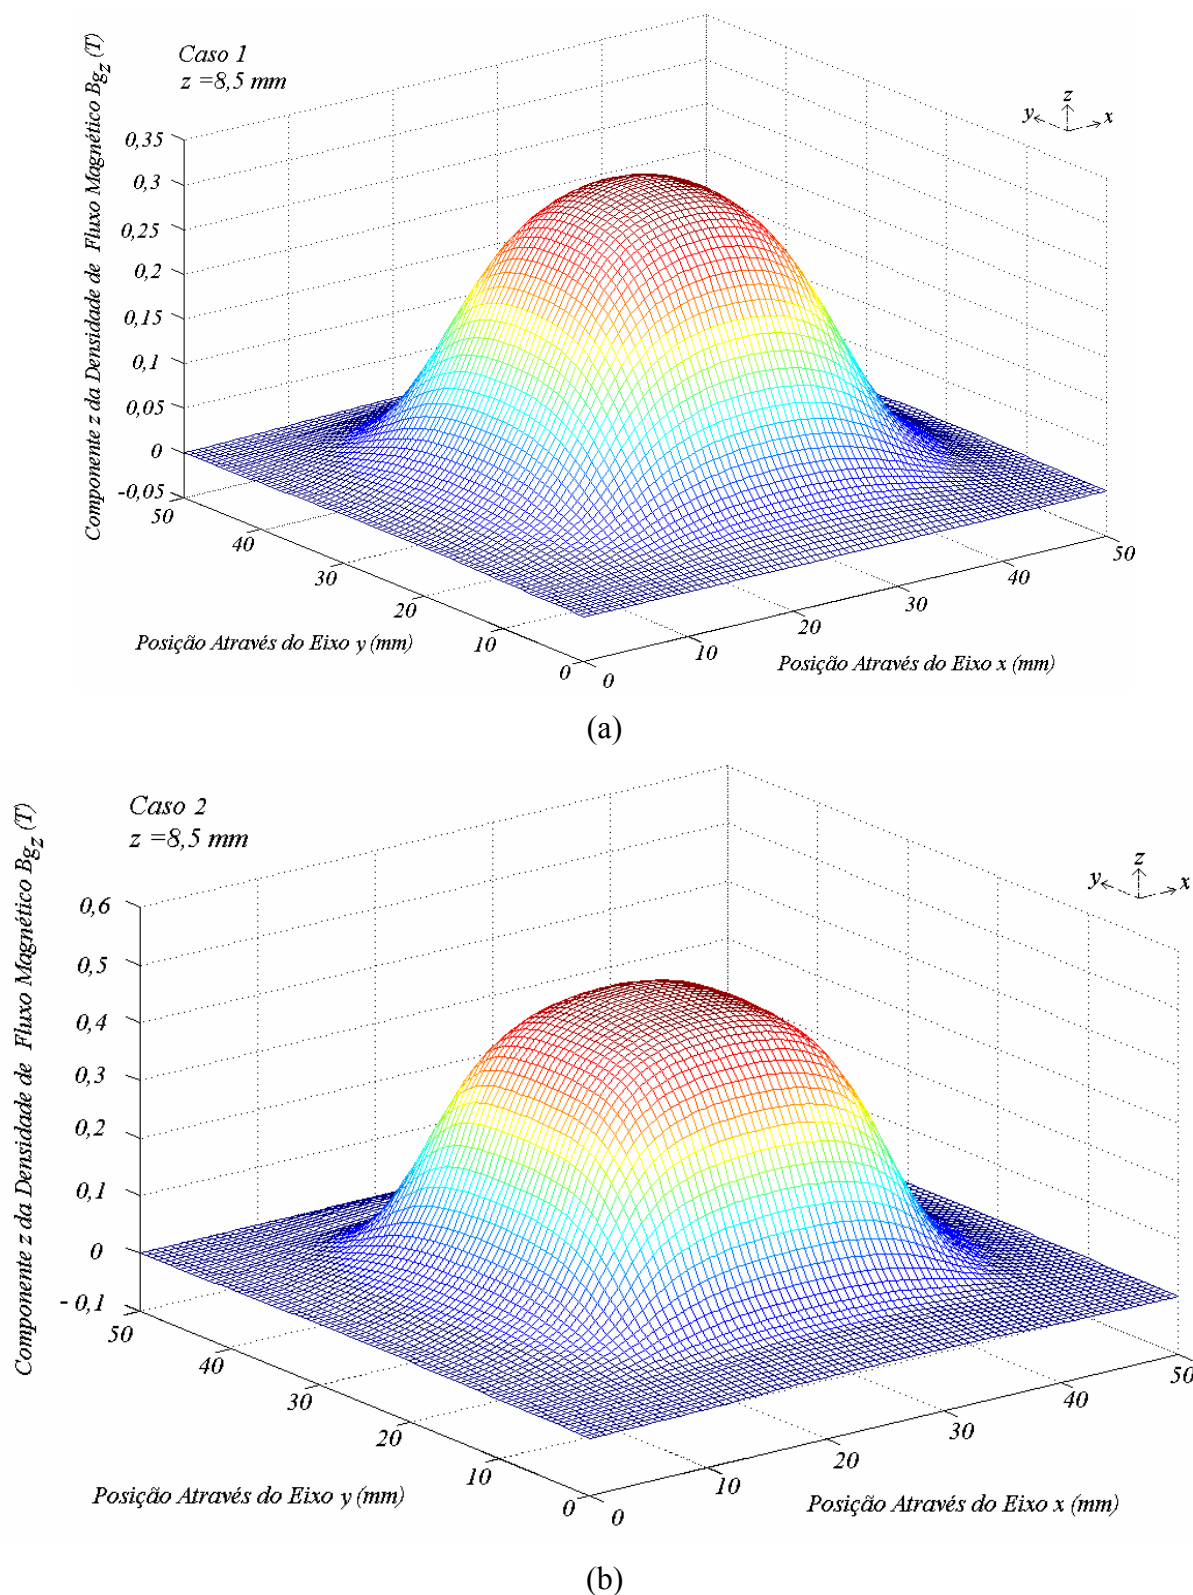 Caso 1
z =8,5 mm
Componente z da Densidade de Fluxo Magnético BgZ (T)
0,35
0,3
0,25
0,2
0,15
0,1
0,05
0
-0,05
z
y
x
50
40
30
20
10
0
Posição Através do Eixo y (mm)
0
10
20
30
40
50
Posição Através do Eixo x (mm)
(a)
Caso 2
z =8,5 mm
Componente z da Densidade de Fluxo Magnético BgZ (T)
0,6
0,5
0,4
0,3
0,2
0,1
0
- 0,1
z
y
x
50
40
30
20
10
0
Posição Através do Eixo y (mm)
0
10
20
30
40
50
Posição Através do Eixo x (mm)
(b)